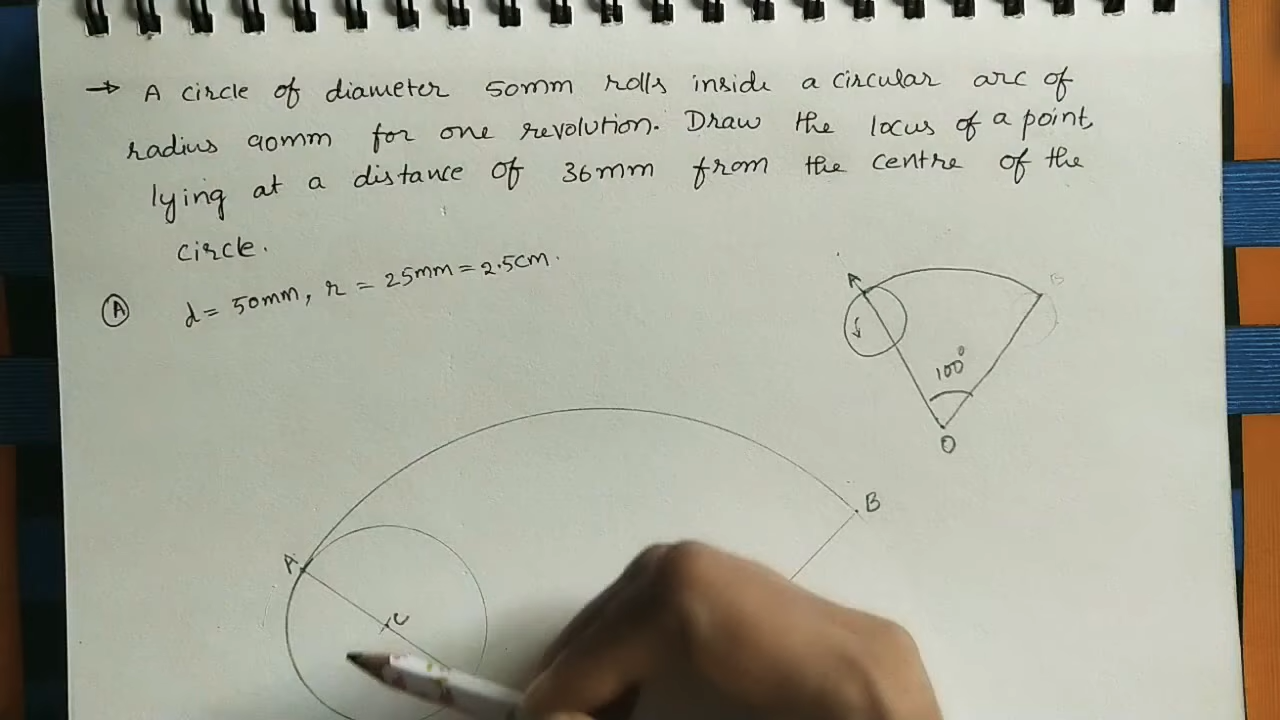 → A circle of diameter 50mm rolls inside a circular arc of
radius 90mm for one revolution. Draw the locus of a point
lying at a distance of 36mm from the centre of the
circle.
A d = 50mm, r = 25mm = 2.5cm.
A B
100°
O
B
A
C